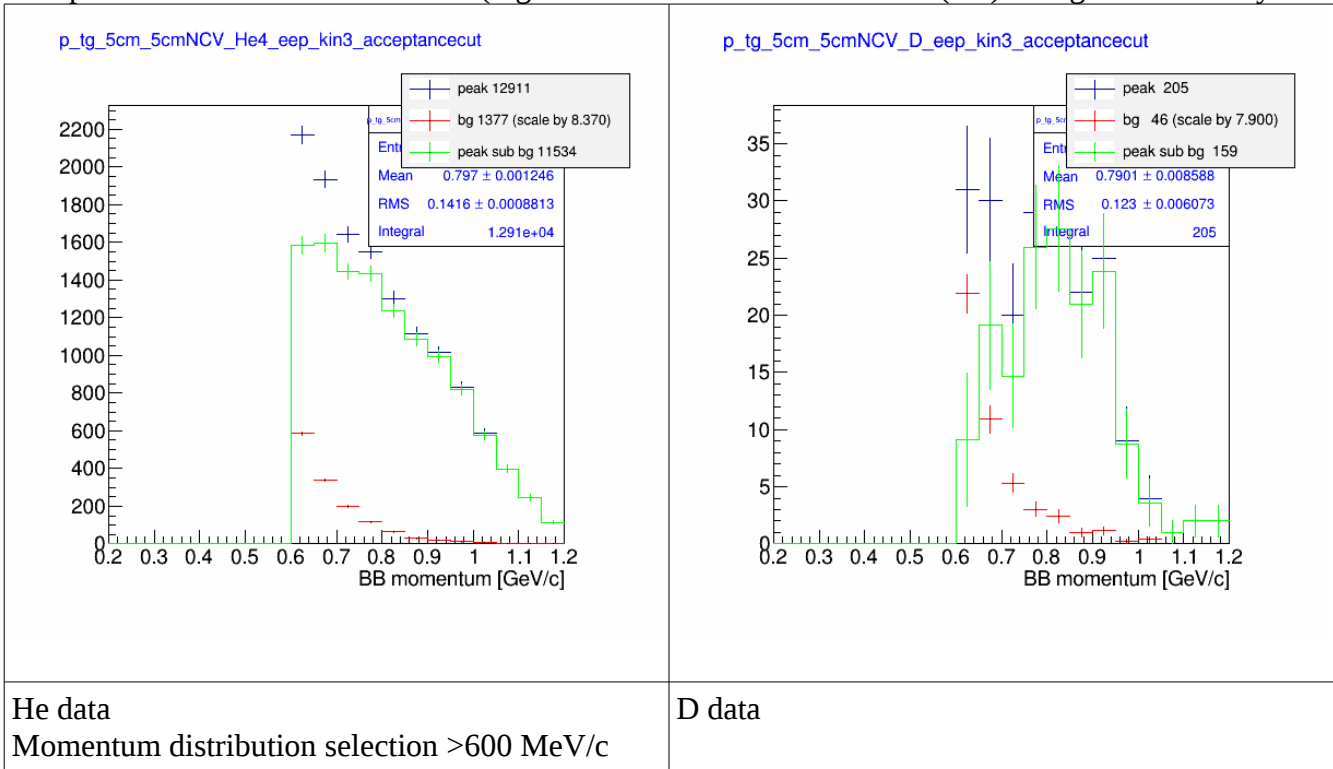 p_tg_5cm_5cmNCV_He4_eep_kin3_acceptancecut
peak 12911
bg 1377 (scale by 8.370)
peak sub bg 11534
p_tg_5cm
Entri
Mean 0.797 ± 0.001246
RMS 0.1416 ± 0.0008813
Integral 1.291e+04
2200
2000
1800
1600
1400
1200
1000
800
600
400
200
0
0.2 0.3 0.4 0.5 0.6 0.7 0.8 0.9 1 1.1 1.2
BB momentum [GeV/c]
p_tg_5cm_5cmNCV_D_eep_kin3_acceptancecut
peak 205
bg 46 (scale by 7.900)
peak sub bg 159
p_tg_5cm
Ent
Mean 0.7901 ± 0.008588
RMS 0.123 ± 0.006073
Integral 205
35
30
25
20
15
10
5
0
0.2 0.3 0.4 0.5 0.6 0.7 0.8 0.9 1 1.1 1.2
BB momentum [GeV/c]
He data
Momentum distribution selection >600 MeV/c
D data